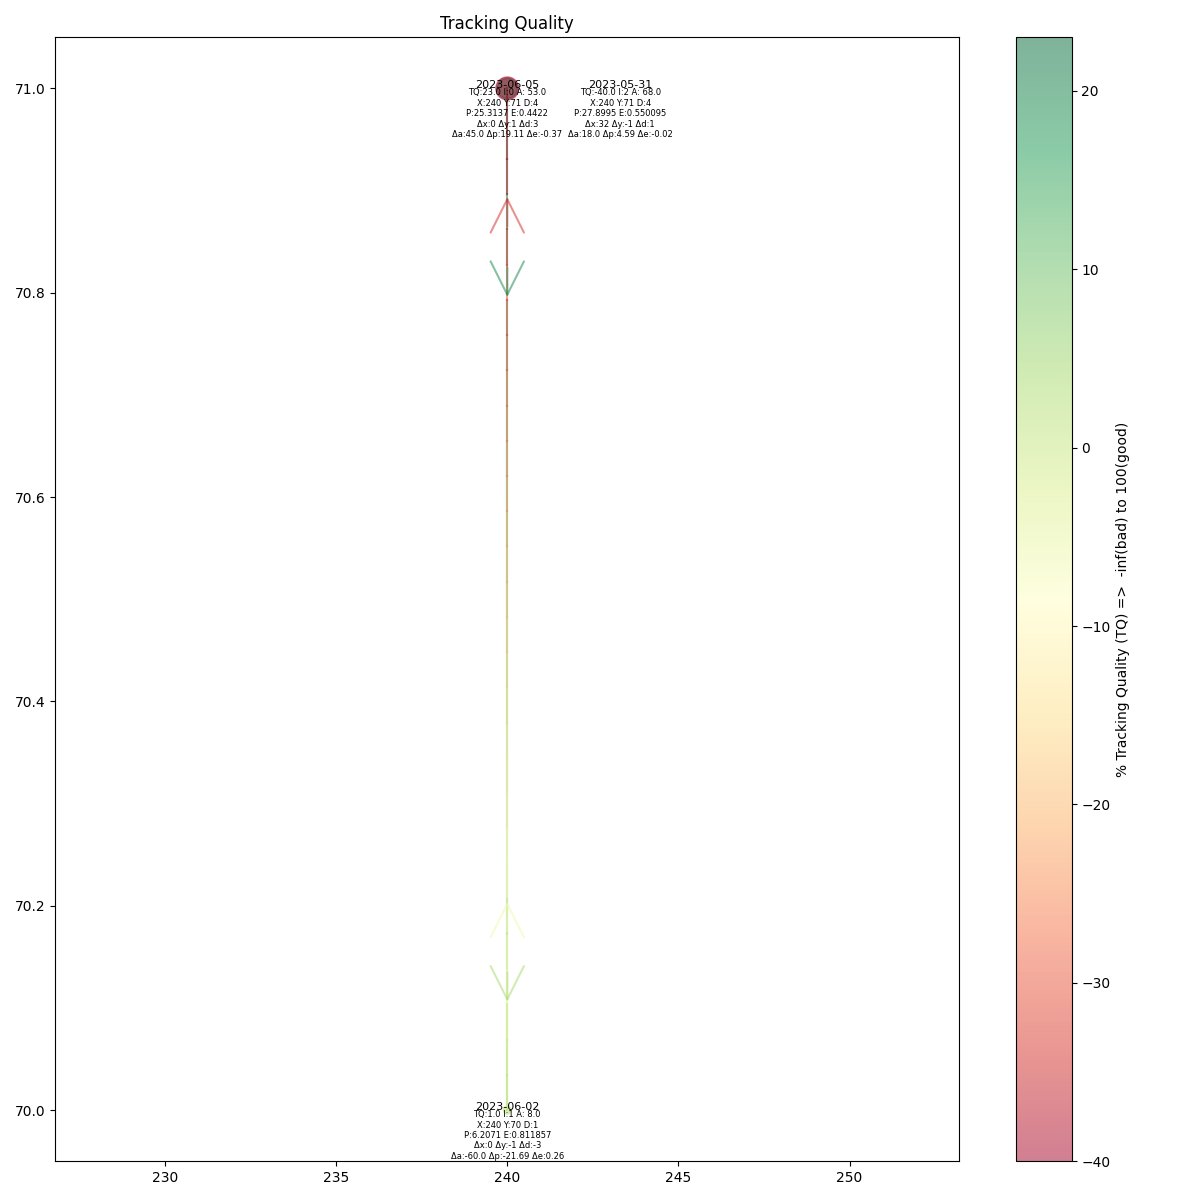 Tracking Quality
71.0
70.8
70.6
70.4
70.2
70.0
2023-06-05
TQ:23.0 I:0 A: 53.0
X:240 Y:71 D:4
P:25.3137 E:0.4422
Δx:0 Δy:1 Δd:3
Δa:45.0 Δp:19.11 Δe:-0.37
2023-05-31
TQ:-40.0 I:2 A: 68.0
X:240 Y:71 D:4
P:27.8995 E:0.550095
Δx:32 Δy:-1 Δd:1
Δa:18.0 Δp:4.59 Δe:-0.02
2023-06-02
TQ:1.0 I:1 A: 8.0
X:240 Y:70 D:1
P:6.2071 E:0.811857
Δx:0 Δy:-1 Δd:-3
Δa:-60.0 Δp:-21.69 Δe:0.26
230
235
240
245
250
20
10
0
−10
−20
−30
−40
% Tracking Quality (TQ) => -inf(bad) to 100(good)